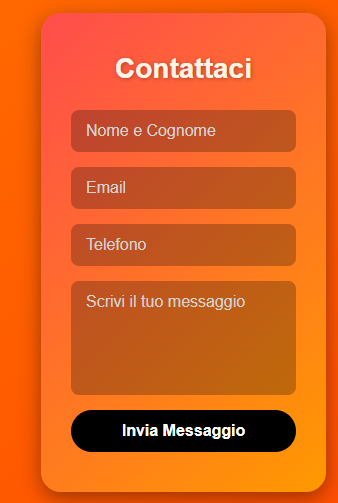 Contattaci
Nome e Cognome
Email
Telefono
Scrivi il tuo messaggio
Invia Messaggio